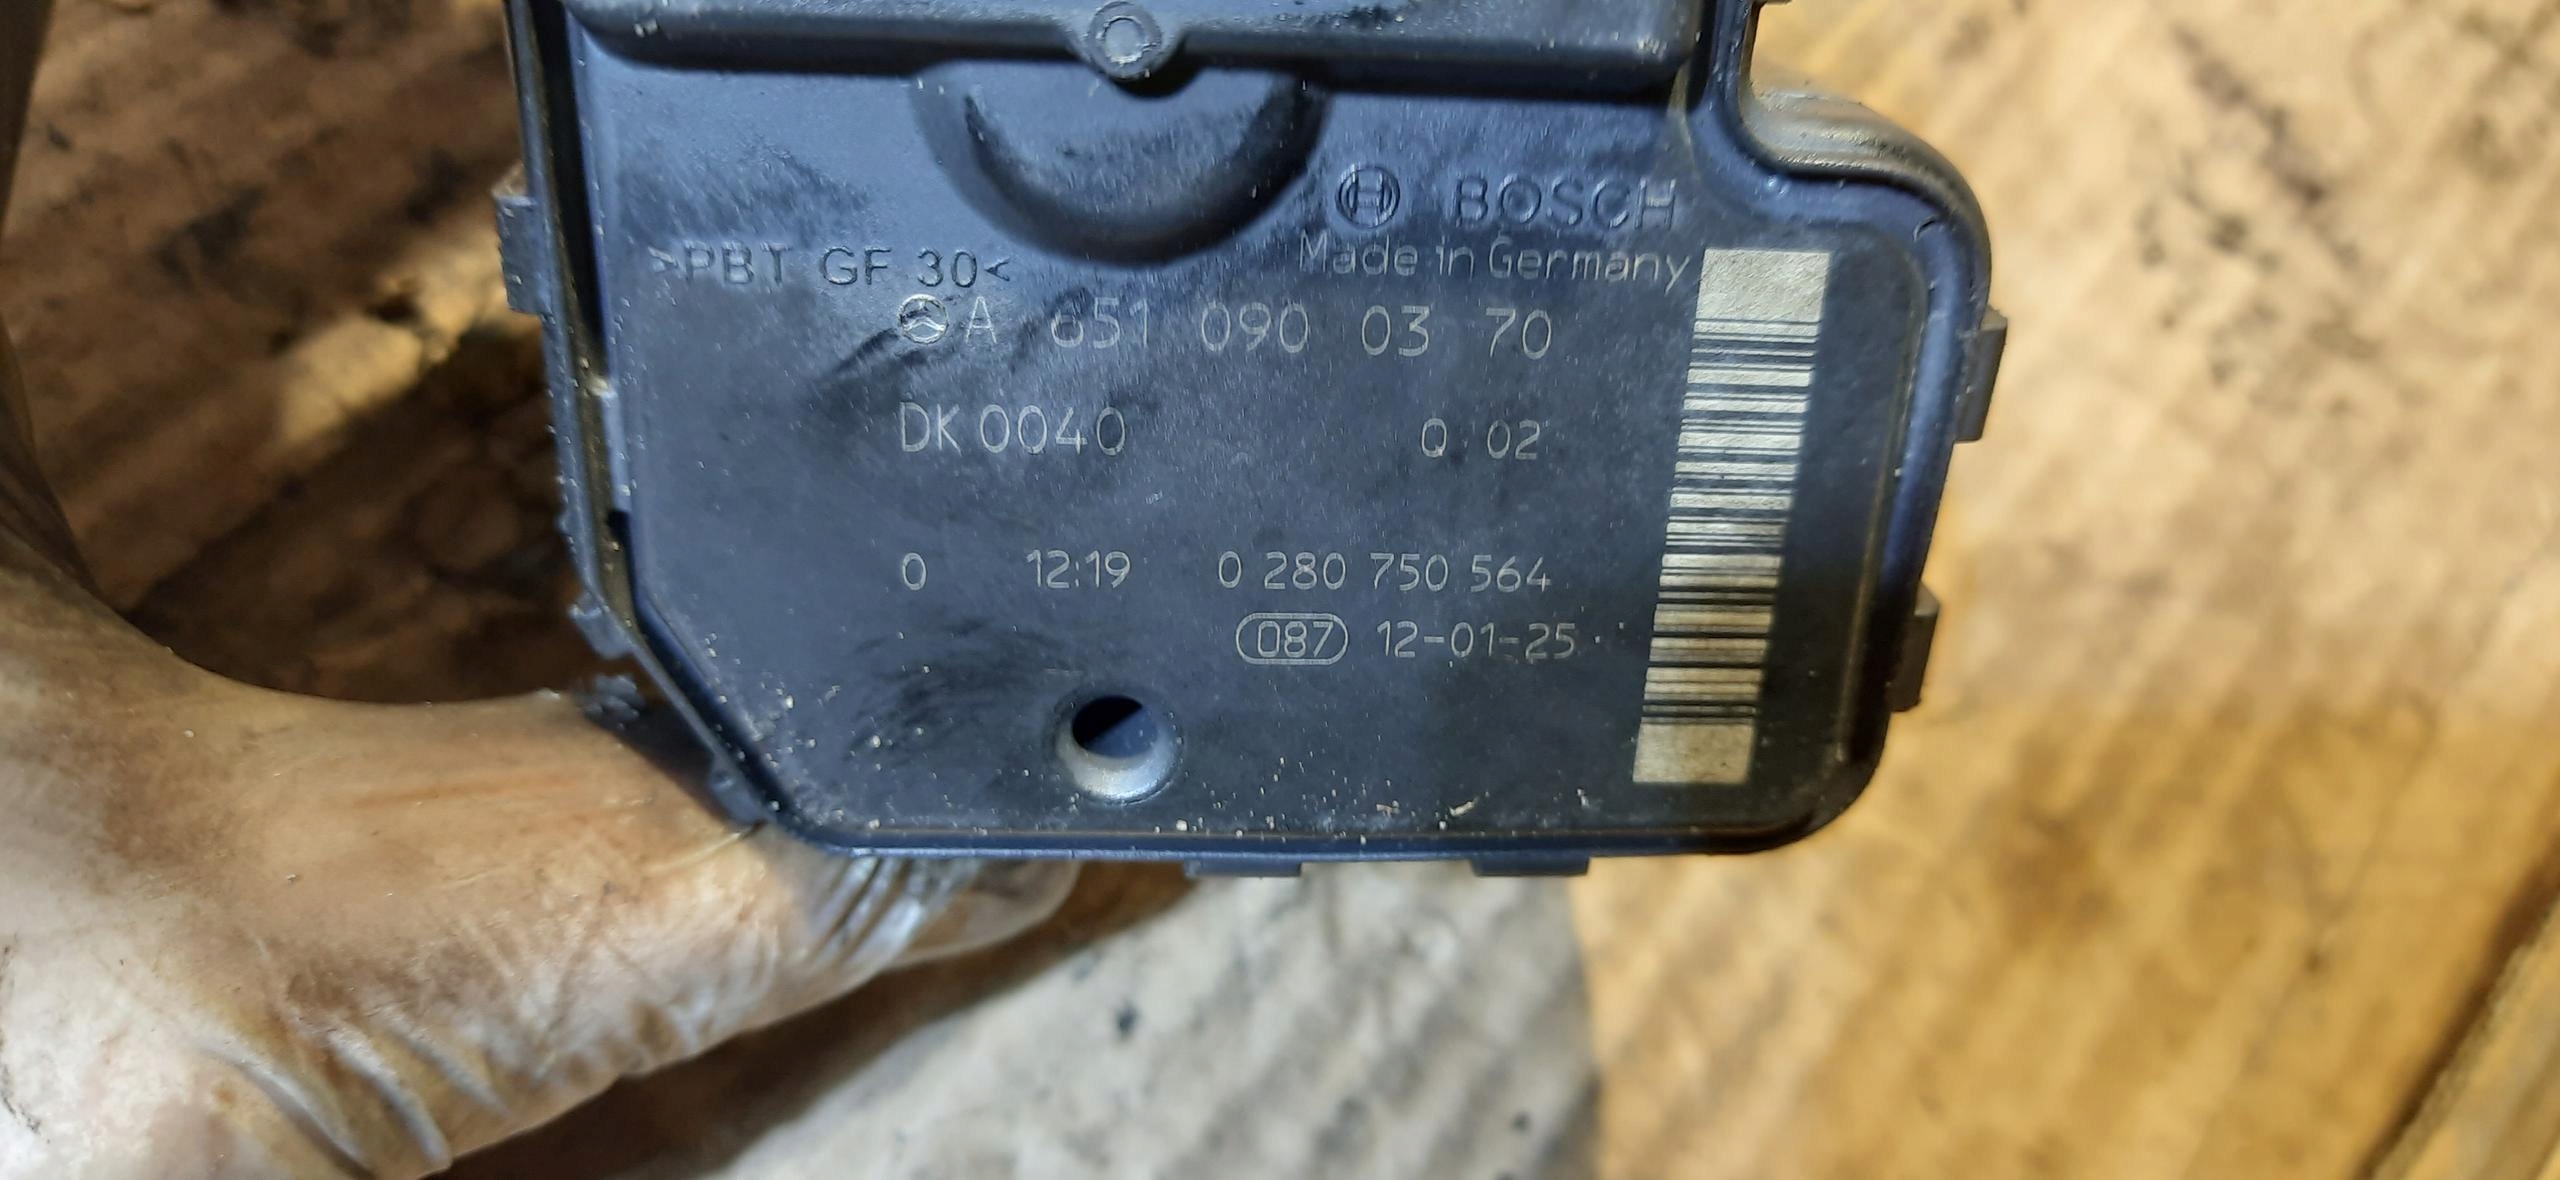 BOSCH
>PBT GF 30<
Made in Germany
A 651 090 03 70
DK 0040 Q 02
0 12:19 0 280 750 564
087 12-01-25